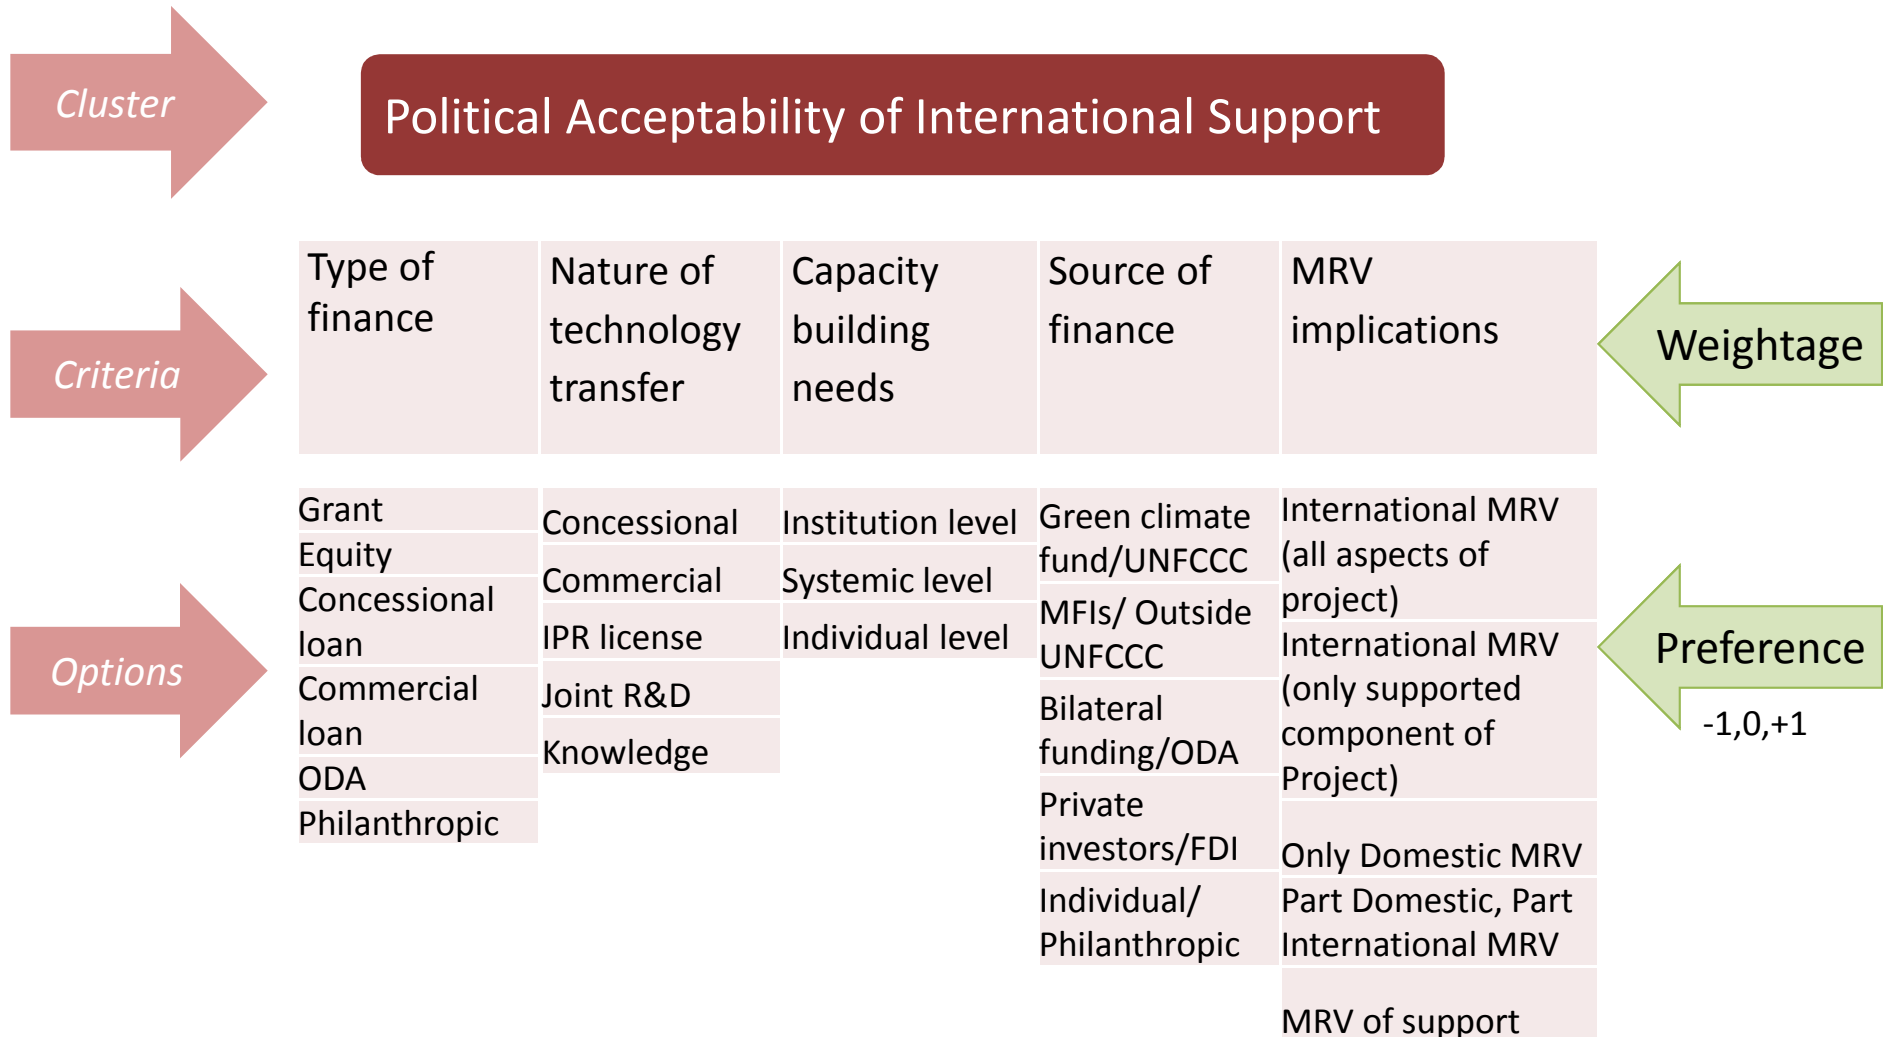 Cluster
Political Acceptability of International Support
Criteria
Type of
finance
Nature of
technology
transfer
Capacity
building
needs
Source of
finance
MRV
implications
Weightage
Options
Grant
Equity
Concessional
loan
Commercial
loan
ODA
Philanthropic
Concessional
Commercial
IPR license
Joint R&D
Knowledge
Institution level
Systemic level
Individual level
Green climate
fund/UNFCCC
MFIs/ Outside
UNFCCC
Bilateral
funding/ODA
Private
investors/FDI
Individual/
Philanthropic
International MRV
(all aspects of
project)
International MRV
(only supported
component of
Project)
Only Domestic MRV
Part Domestic, Part
International MRV
MRV of support
Preference
-1,0,+1